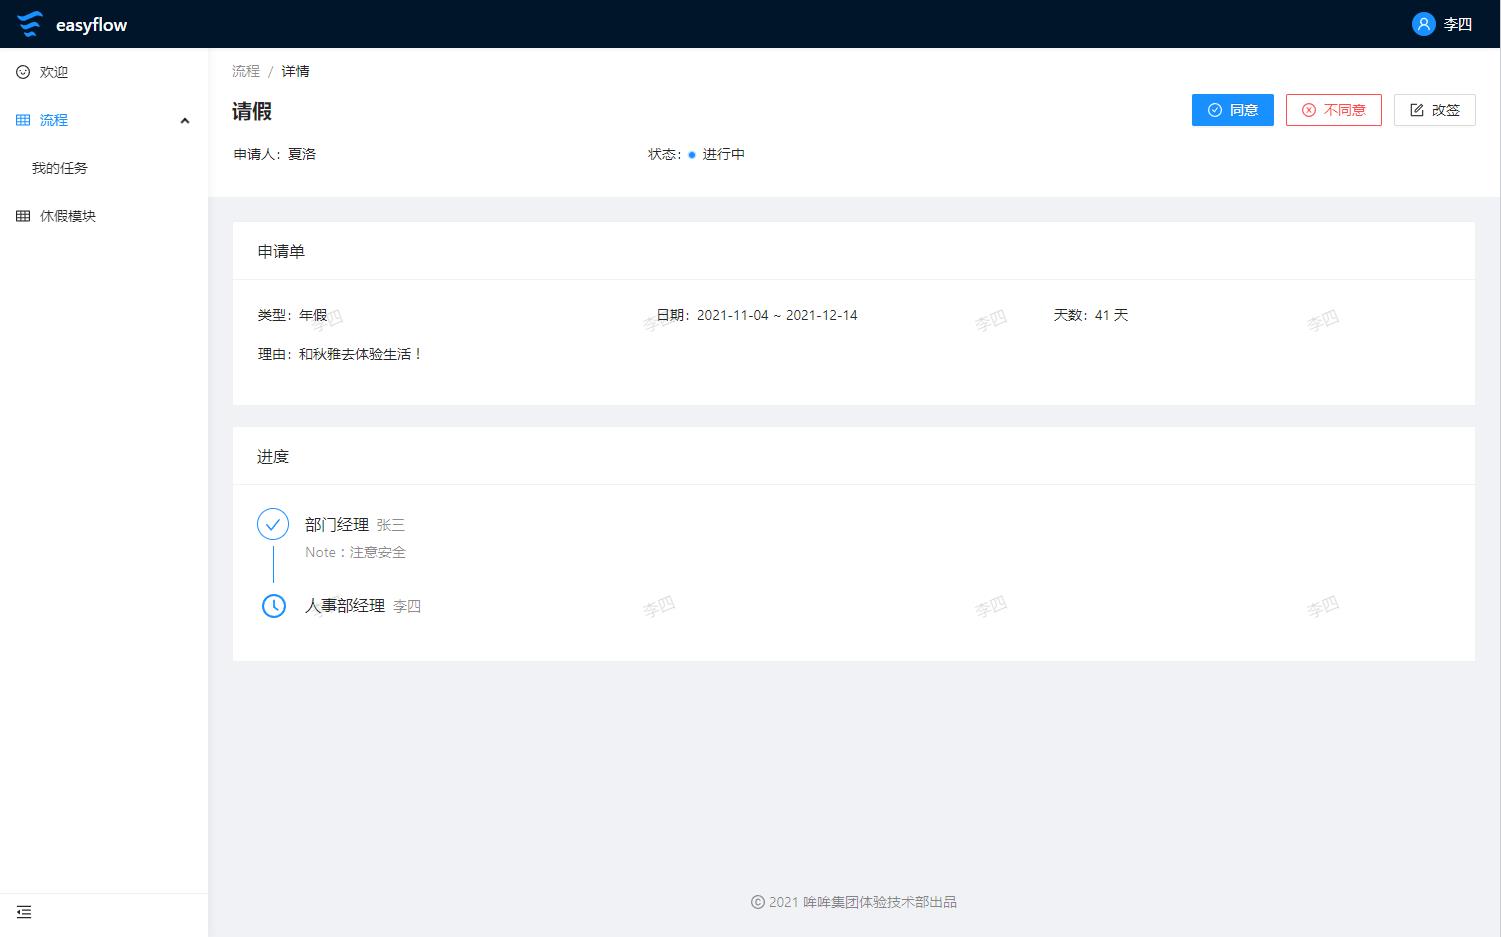 easyflow
李四
欢迎
流程
我的任务
休假模块
流程 / 详情
请假
同意
不同意
改签
申请人：夏洛
状态：进行中
申请单
类型：年假
日期：2021-11-04 ~ 2021-12-14
天数：41 天
李四
李四
李四
李四
理由：和秋雅去体验生活！
进度
部门经理 张三
Note：注意安全
人事部经理 李四
李四
李四
李四
© 2021 哞哞集团体验技术部出品